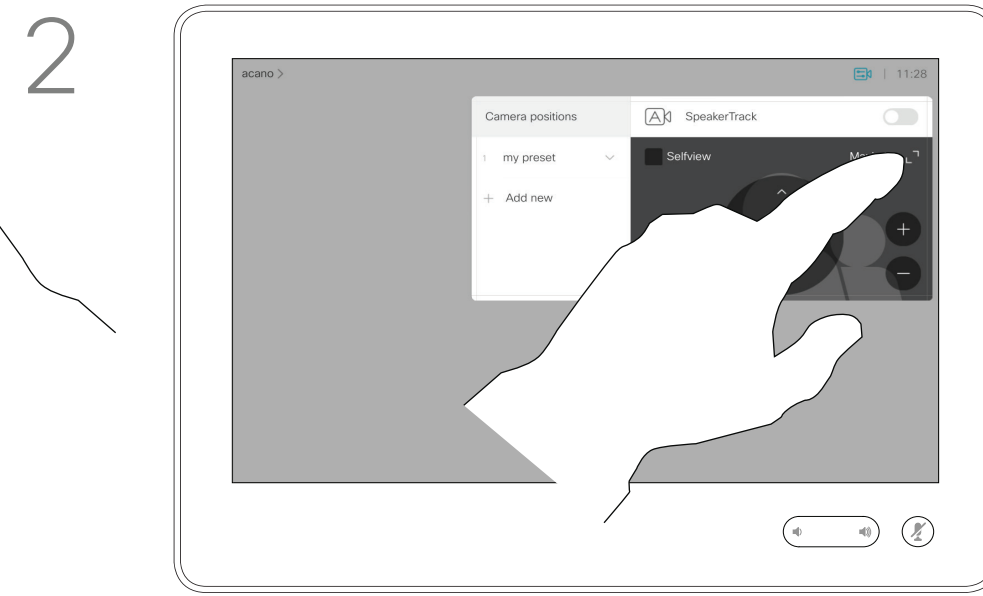 2
acano >
11:28
Camera positions
SpeakerTrack
1 my preset
Selfview
+ Add new